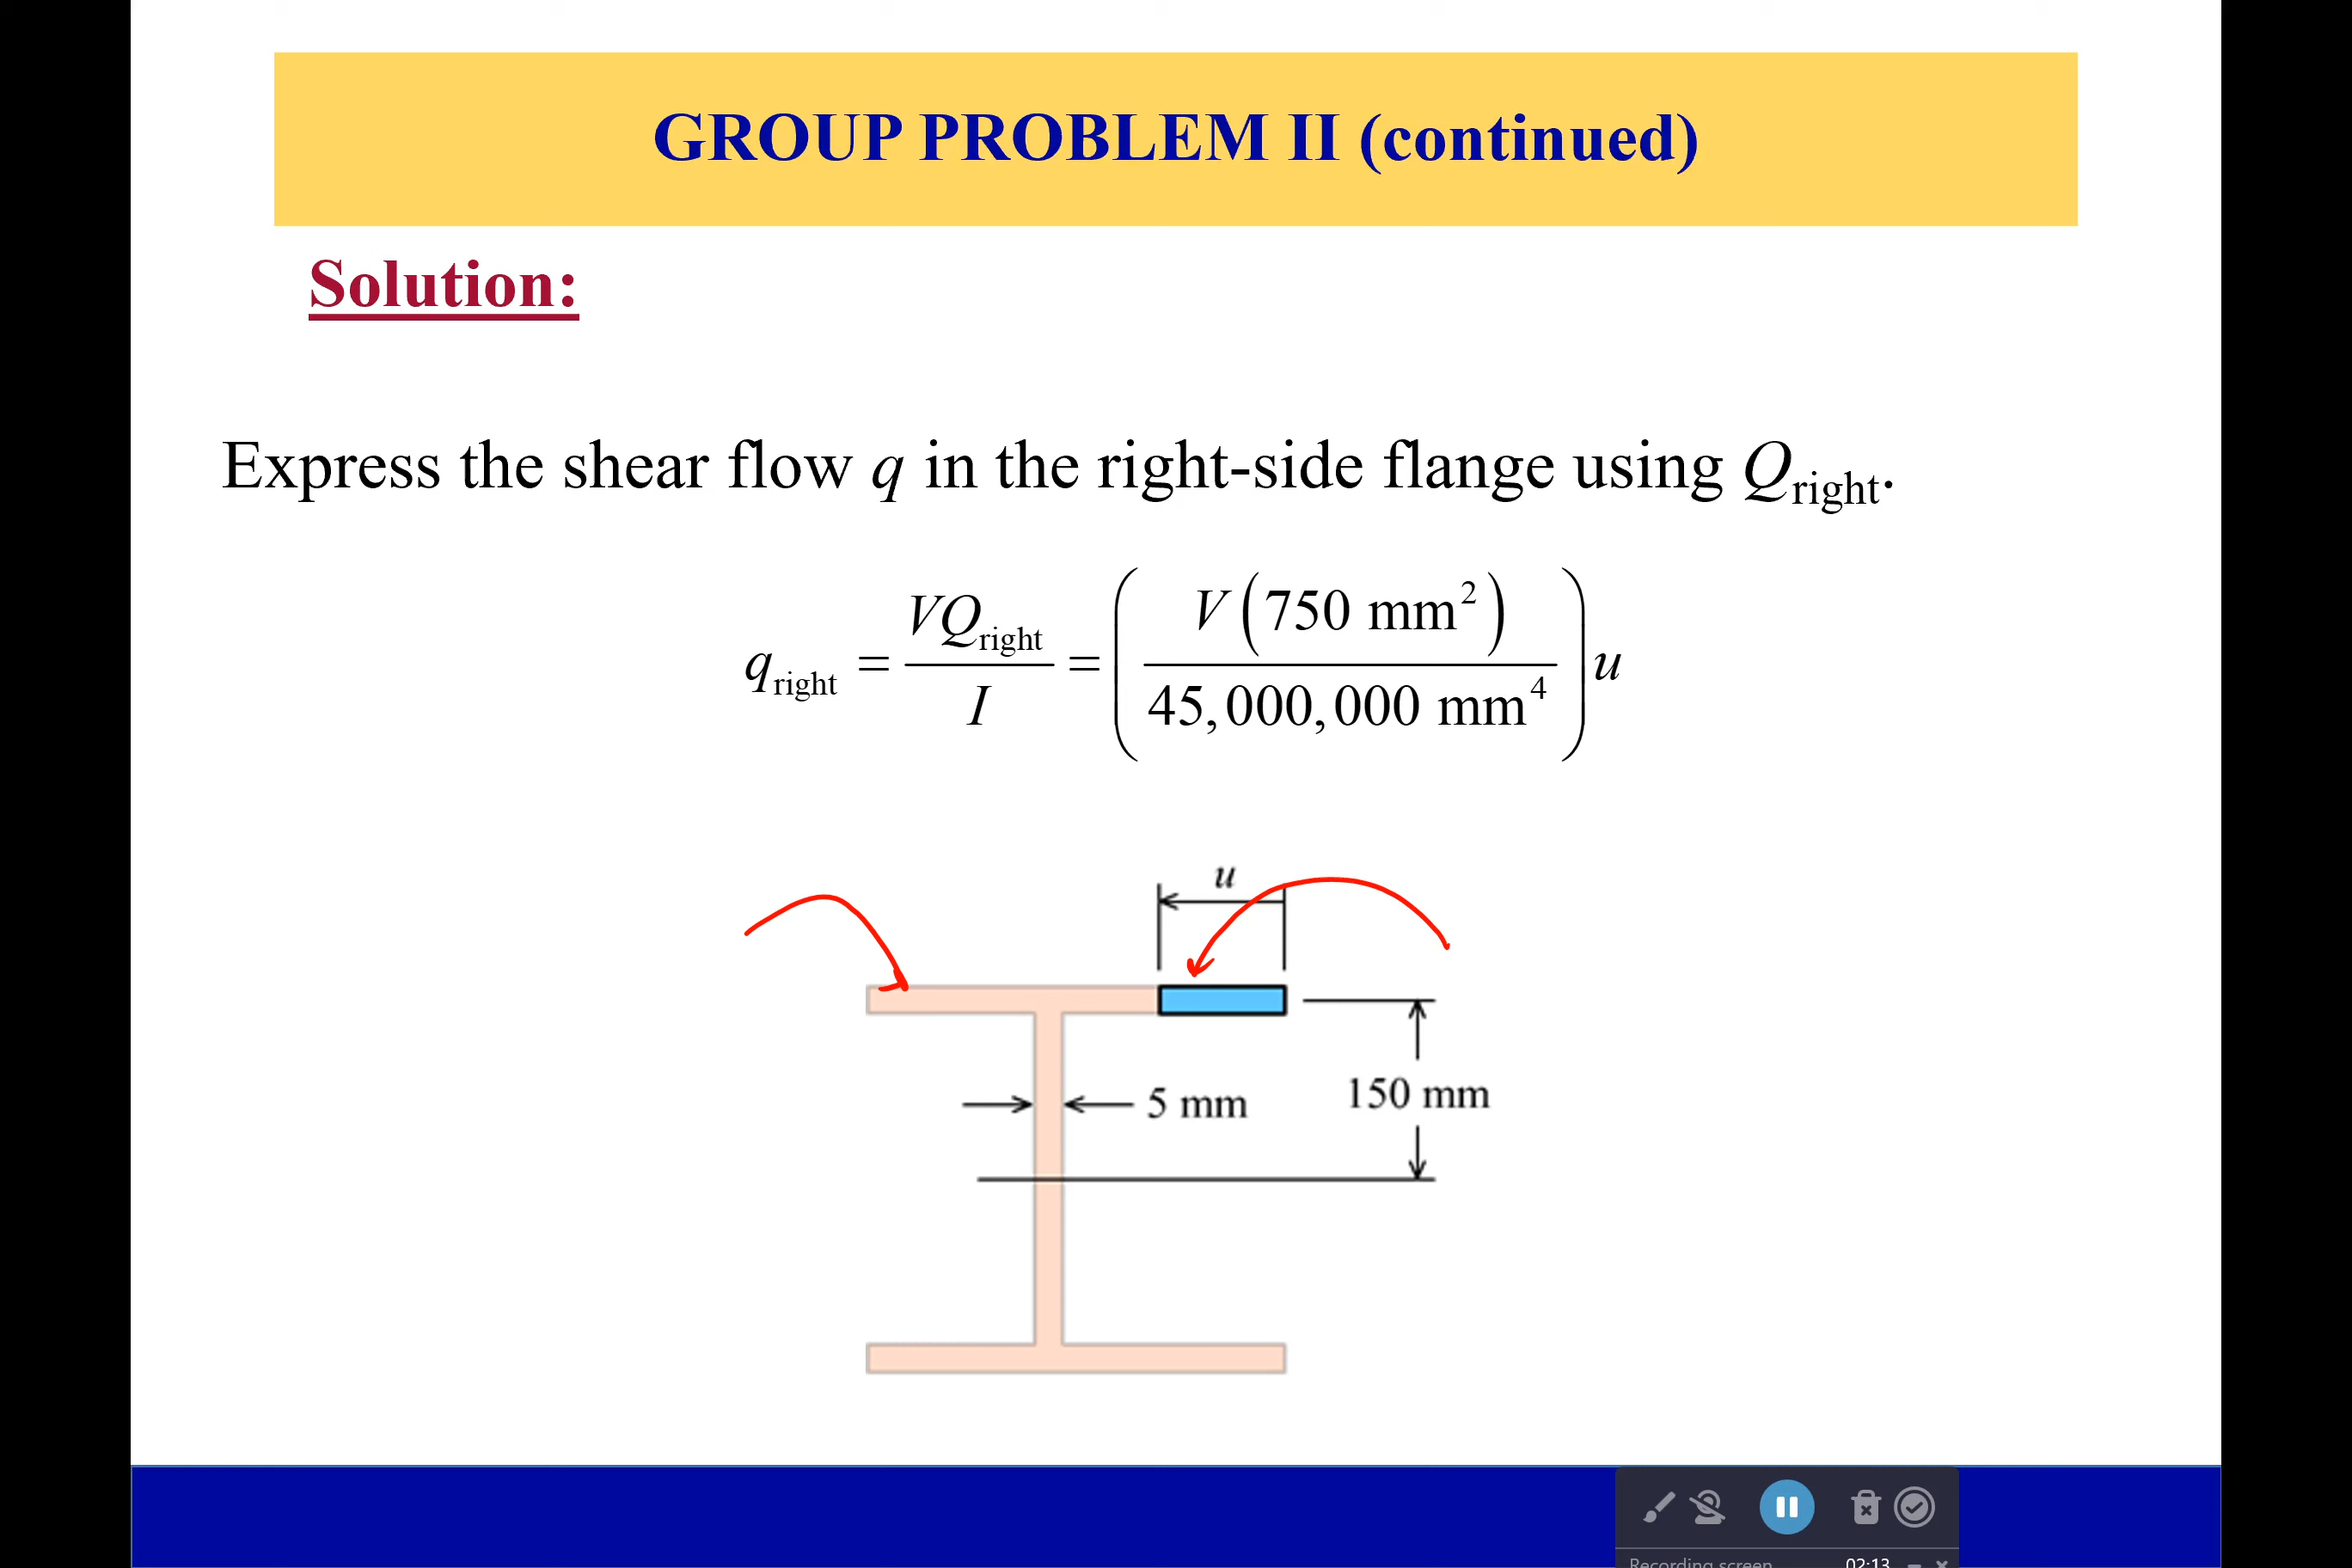 GROUP PROBLEM II (continued)
Solution:
Express the shear flow q in the right-side flange using Q_right.
q_right = VQ_right / I = ( V(750 mm²) / 45,000,000 mm⁴ ) u
u
5 mm
150 mm
Recording screen 02:13